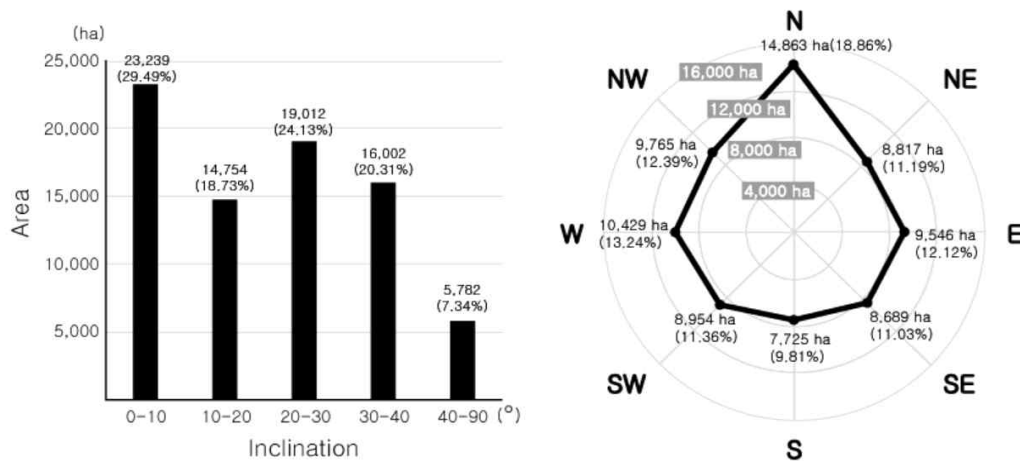 (ha)
25,000
20,000
15,000
10,000
5,000
Area
23,239
(29.49%)
14,754
(18.73%)
19,012
(24.13%)
16,002
(20.31%)
5,782
(7.34%)
0-10 10-20 20-30 30-40 40-90 (°)
Inclination
N
14,863 ha(18.86%)
NE
8,817 ha
(11.19%)
E
9,546 ha
(12.12%)
SE
8,689 ha
(11.03%)
S
7,725 ha
(9.81%)
SW
8,954 ha
(11.36%)
W
10,429 ha
(13.24%)
NW
9,765 ha
(12.39%)
16,000 ha
12,000 ha
8,000 ha
4,000 ha